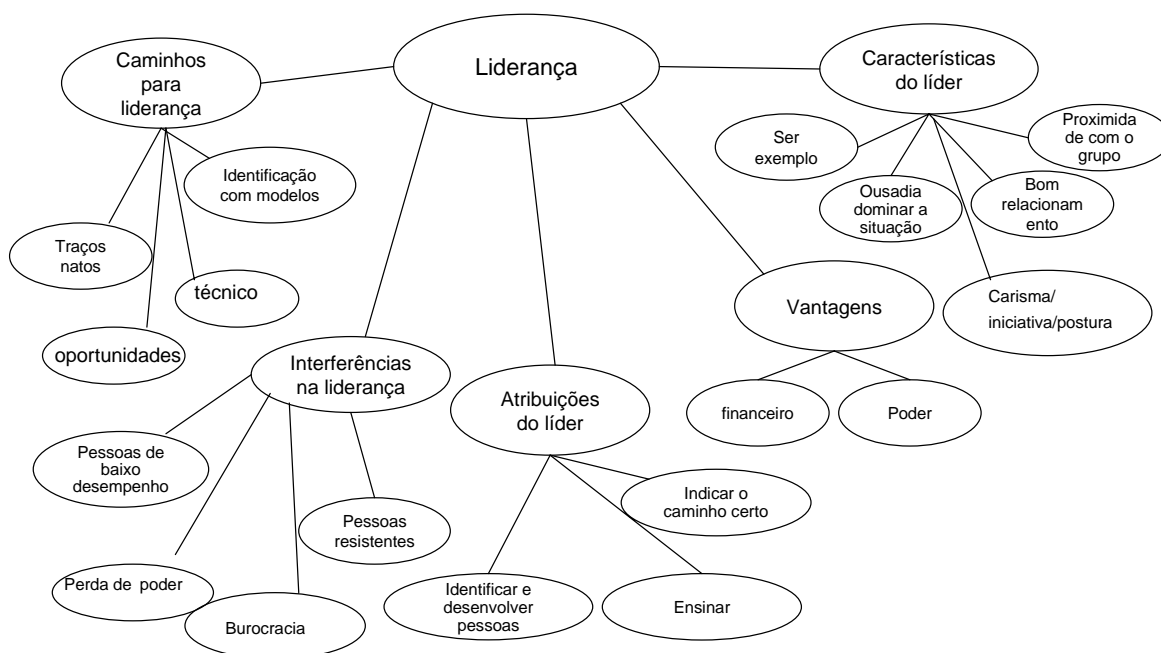 Liderança
Caminhos
para
liderança
Identificação
com modelos
Traços
natos
técnico
oportunidades
Características
do líder
Ser
exemplo
Proximida
de com o
grupo
Ousadia
dominar a
situação
Bom
relacionam
ento
Carisma/
iniciativa/postura
Vantagens
financeiro
Poder
Interferências
na liderança
Pessoas de
baixo
desempenho
Pessoas
resistentes
Perda de poder
Burocracia
Atribuições
do líder
Indicar o
caminho certo
Identificar e
desenvolver
pessoas
Ensinar